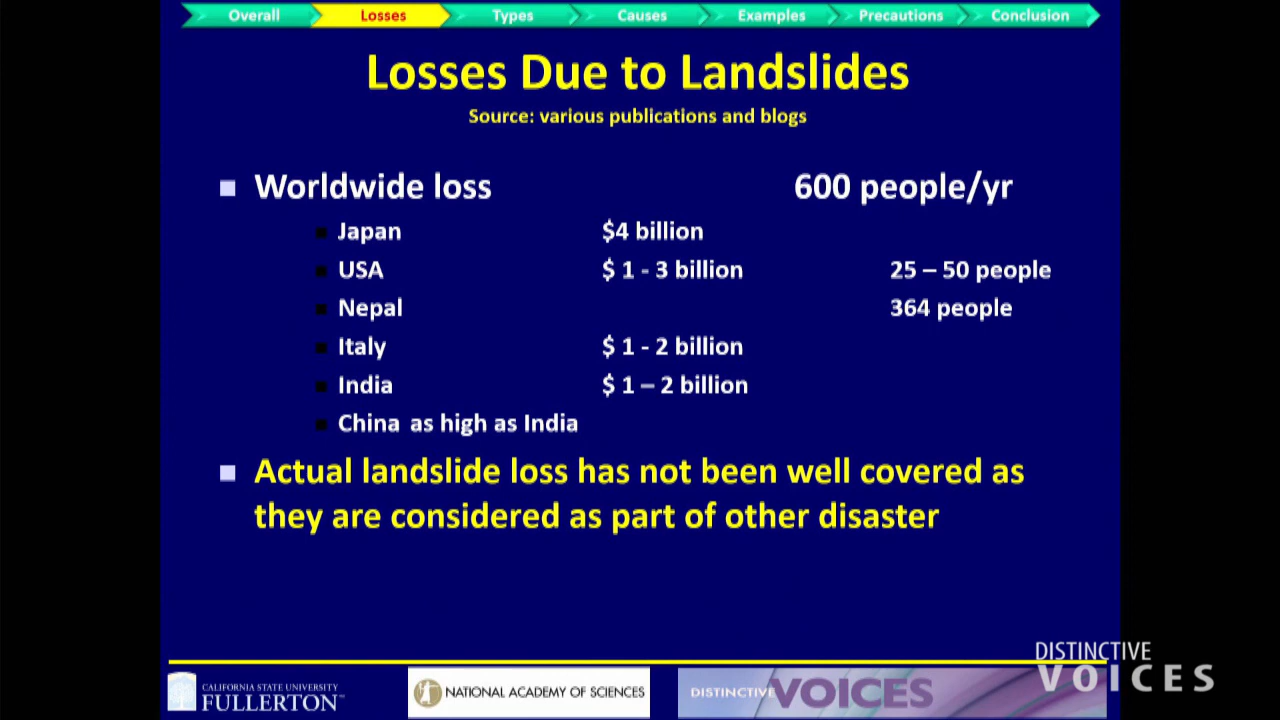 Overall Losses Types Causes Examples Precautions Conclusion
Losses Due to Landslides
Source: various publications and blogs
Worldwide loss 600 people/yr
Japan $4 billion
USA $ 1 - 3 billion 25 – 50 people
Nepal 364 people
Italy $ 1 - 2 billion
India $ 1 – 2 billion
China as high as India
Actual landslide loss has not been well covered as
they are considered as part of other disaster
DISTINCTIVE
VOICES
CALIFORNIA STATE UNIVERSITY
FULLERTON™
NATIONAL ACADEMY OF SCIENCES
DISTINCTIVE VOICES